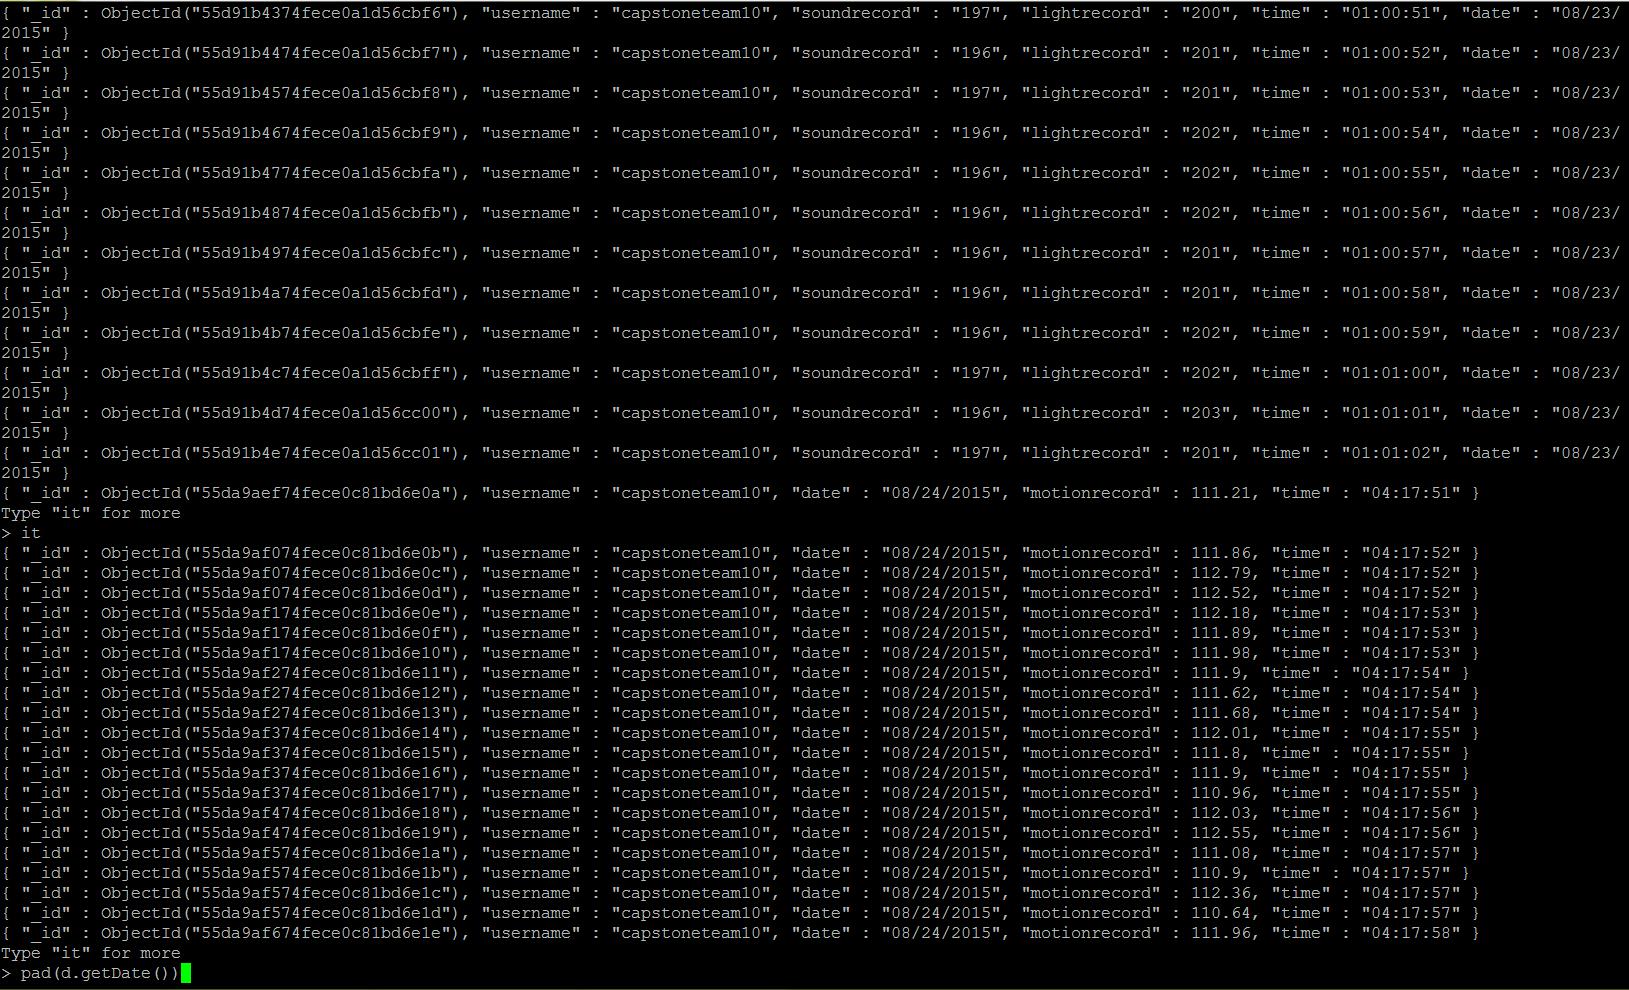 { "_id" : ObjectId("55d91b4374fece0a1d56cbf6"), "username" : "capstoneteam10", "soundrecord" : "197", "lightrecord" : "200", "time" : "01:00:51", "date" : "08/23/
2015" }
{ "_id" : ObjectId("55d91b4474fece0a1d56cbf7"), "username" : "capstoneteam10", "soundrecord" : "196", "lightrecord" : "201", "time" : "01:00:52", "date" : "08/23/
2015" }
{ "_id" : ObjectId("55d91b4574fece0a1d56cbf8"), "username" : "capstoneteam10", "soundrecord" : "197", "lightrecord" : "201", "time" : "01:00:53", "date" : "08/23/
2015" }
{ "_id" : ObjectId("55d91b4674fece0a1d56cbf9"), "username" : "capstoneteam10", "soundrecord" : "196", "lightrecord" : "202", "time" : "01:00:54", "date" : "08/23/
2015" }
{ "_id" : ObjectId("55d91b4774fece0a1d56cbfa"), "username" : "capstoneteam10", "soundrecord" : "196", "lightrecord" : "202", "time" : "01:00:55", "date" : "08/23/
2015" }
{ "_id" : ObjectId("55d91b4874fece0a1d56cbfb"), "username" : "capstoneteam10", "soundrecord" : "196", "lightrecord" : "202", "time" : "01:00:56", "date" : "08/23/
2015" }
{ "_id" : ObjectId("55d91b4974fece0a1d56cbfc"), "username" : "capstoneteam10", "soundrecord" : "196", "lightrecord" : "201", "time" : "01:00:57", "date" : "08/23/
2015" }
{ "_id" : ObjectId("55d91b4a74fece0a1d56cbfd"), "username" : "capstoneteam10", "soundrecord" : "196", "lightrecord" : "201", "time" : "01:00:58", "date" : "08/23/
2015" }
{ "_id" : ObjectId("55d91b4b74fece0a1d56cbfe"), "username" : "capstoneteam10", "soundrecord" : "196", "lightrecord" : "202", "time" : "01:00:59", "date" : "08/23/
2015" }
{ "_id" : ObjectId("55d91b4c74fece0a1d56cbff"), "username" : "capstoneteam10", "soundrecord" : "197", "lightrecord" : "202", "time" : "01:01:00", "date" : "08/23/
2015" }
{ "_id" : ObjectId("55d91b4d74fece0a1d56cc00"), "username" : "capstoneteam10", "soundrecord" : "196", "lightrecord" : "203", "time" : "01:01:01", "date" : "08/23/
2015" }
{ "_id" : ObjectId("55d91b4e74fece0a1d56cc01"), "username" : "capstoneteam10", "soundrecord" : "197", "lightrecord" : "201", "time" : "01:01:02", "date" : "08/23/
2015" }
{ "_id" : ObjectId("55da9aef74fece0c81bd6e0a"), "username" : "capstoneteam10", "date" : "08/24/2015", "motionrecord" : 111.21, "time" : "04:17:51" }
Type "it" for more
> it
{ "_id" : ObjectId("55da9af074fece0c81bd6e0b"), "username" : "capstoneteam10", "date" : "08/24/2015", "motionrecord" : 111.86, "time" : "04:17:52" }
{ "_id" : ObjectId("55da9af074fece0c81bd6e0c"), "username" : "capstoneteam10", "date" : "08/24/2015", "motionrecord" : 112.79, "time" : "04:17:52" }
{ "_id" : ObjectId("55da9af074fece0c81bd6e0d"), "username" : "capstoneteam10", "date" : "08/24/2015", "motionrecord" : 112.52, "time" : "04:17:52" }
{ "_id" : ObjectId("55da9af174fece0c81bd6e0e"), "username" : "capstoneteam10", "date" : "08/24/2015", "motionrecord" : 112.18, "time" : "04:17:53" }
{ "_id" : ObjectId("55da9af174fece0c81bd6e0f"), "username" : "capstoneteam10", "date" : "08/24/2015", "motionrecord" : 111.89, "time" : "04:17:53" }
{ "_id" : ObjectId("55da9af174fece0c81bd6e10"), "username" : "capstoneteam10", "date" : "08/24/2015", "motionrecord" : 111.98, "time" : "04:17:53" }
{ "_id" : ObjectId("55da9af274fece0c81bd6e11"), "username" : "capstoneteam10", "date" : "08/24/2015", "motionrecord" : 111.9, "time" : "04:17:54" }
{ "_id" : ObjectId("55da9af274fece0c81bd6e12"), "username" : "capstoneteam10", "date" : "08/24/2015", "motionrecord" : 111.62, "time" : "04:17:54" }
{ "_id" : ObjectId("55da9af274fece0c81bd6e13"), "username" : "capstoneteam10", "date" : "08/24/2015", "motionrecord" : 111.68, "time" : "04:17:54" }
{ "_id" : ObjectId("55da9af374fece0c81bd6e14"), "username" : "capstoneteam10", "date" : "08/24/2015", "motionrecord" : 112.01, "time" : "04:17:55" }
{ "_id" : ObjectId("55da9af374fece0c81bd6e15"), "username" : "capstoneteam10", "date" : "08/24/2015", "motionrecord" : 111.8, "time" : "04:17:55" }
{ "_id" : ObjectId("55da9af374fece0c81bd6e16"), "username" : "capstoneteam10", "date" : "08/24/2015", "motionrecord" : 111.9, "time" : "04:17:55" }
{ "_id" : ObjectId("55da9af374fece0c81bd6e17"), "username" : "capstoneteam10", "date" : "08/24/2015", "motionrecord" : 110.96, "time" : "04:17:55" }
{ "_id" : ObjectId("55da9af474fece0c81bd6e18"), "username" : "capstoneteam10", "date" : "08/24/2015", "motionrecord" : 112.03, "time" : "04:17:56" }
{ "_id" : ObjectId("55da9af474fece0c81bd6e19"), "username" : "capstoneteam10", "date" : "08/24/2015", "motionrecord" : 112.55, "time" : "04:17:56" }
{ "_id" : ObjectId("55da9af574fece0c81bd6e1a"), "username" : "capstoneteam10", "date" : "08/24/2015", "motionrecord" : 111.08, "time" : "04:17:57" }
{ "_id" : ObjectId("55da9af574fece0c81bd6e1b"), "username" : "capstoneteam10", "date" : "08/24/2015", "motionrecord" : 110.9, "time" : "04:17:57" }
{ "_id" : ObjectId("55da9af574fece0c81bd6e1c"), "username" : "capstoneteam10", "date" : "08/24/2015", "motionrecord" : 112.36, "time" : "04:17:57" }
{ "_id" : ObjectId("55da9af574fece0c81bd6e1d"), "username" : "capstoneteam10", "date" : "08/24/2015", "motionrecord" : 110.64, "time" : "04:17:57" }
{ "_id" : ObjectId("55da9af674fece0c81bd6e1e"), "username" : "capstoneteam10", "date" : "08/24/2015", "motionrecord" : 111.96, "time" : "04:17:58" }
Type "it" for more
> pad(d.getDate())